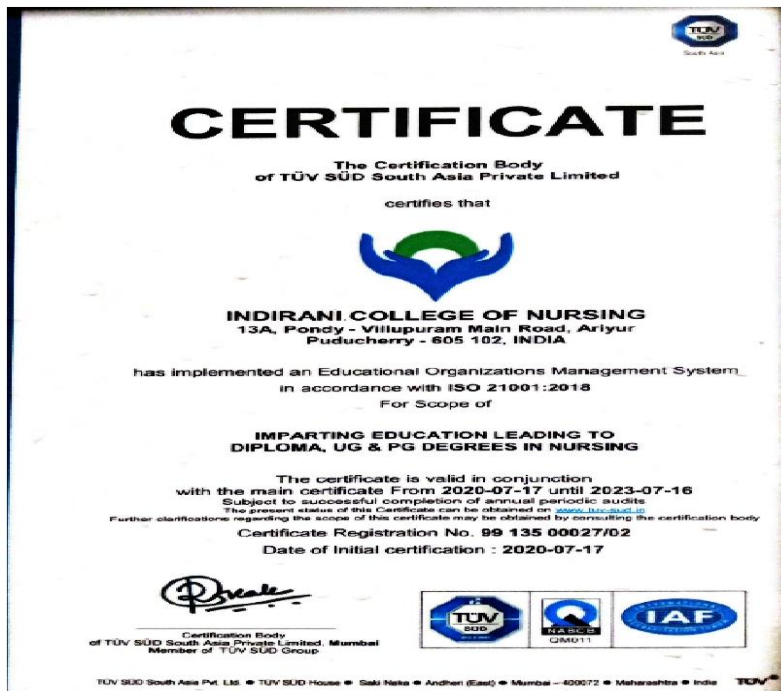 TÜV
SÜD
South Asia
CERTIFICATE
The Certification Body
of TÜV SÜD South Asia Private Limited
certifies that
INDIRANI COLLEGE OF NURSING
13A, Pondy - Villupuram Main Road, Ariyur
Puducherry - 605 102, INDIA
has implemented an Educational Organizations Management System
in accordance with ISO 21001:2018
For Scope of
IMPARTING EDUCATION LEADING TO
DIPLOMA, UG & PG DEGREES IN NURSING
The certificate is valid in conjunction
with the main certificate From 2020-07-17 until 2023-07-16
Subject to successful completion of annual periodic audits
The present status of this Certificate can be obtained on www.tuv-sud.in
Further clarifications regarding the scope of this certificate may be obtained by consulting the certification body
Certificate Registration No. 99 135 00027/02
Date of Initial certification : 2020-07-17
Certification Body
of TÜV SÜD South Asia Private Limited, Mumbai
Member of TÜV SÜD Group
TÜV
SÜD
NABCB
QM011
INTERNATIONAL
IAF
TÜV SÜD South Asia Pvt. Ltd. ● TÜV SÜD House ● Saki Naka ● Andheri (East) ● Mumbai - 400072 ● Maharashtra ● India TÜV®